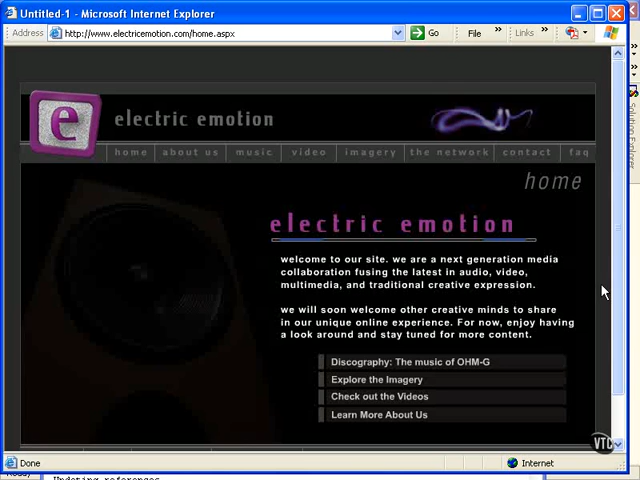 Untitled-1 - Microsoft Internet Explorer
Address http://www.electricemotion.com/home.aspx Go File » Links »
e electric emotion
home about us music video imagery the network contact faq
home
electric emotion
welcome to our site. we are a next generation media
collaboration fusing the latest in audio, video,
multimedia, and traditional creative expression.
we will soon welcome other creative minds to share
in our unique online experience. For now, enjoy having
a look around and stay tuned for more content.
Discography: The music of OHM-G
Explore the Imagery
Check out the Videos
Learn More About Us
VTC
Done Internet
Solution Explorer
Ready
Updating references